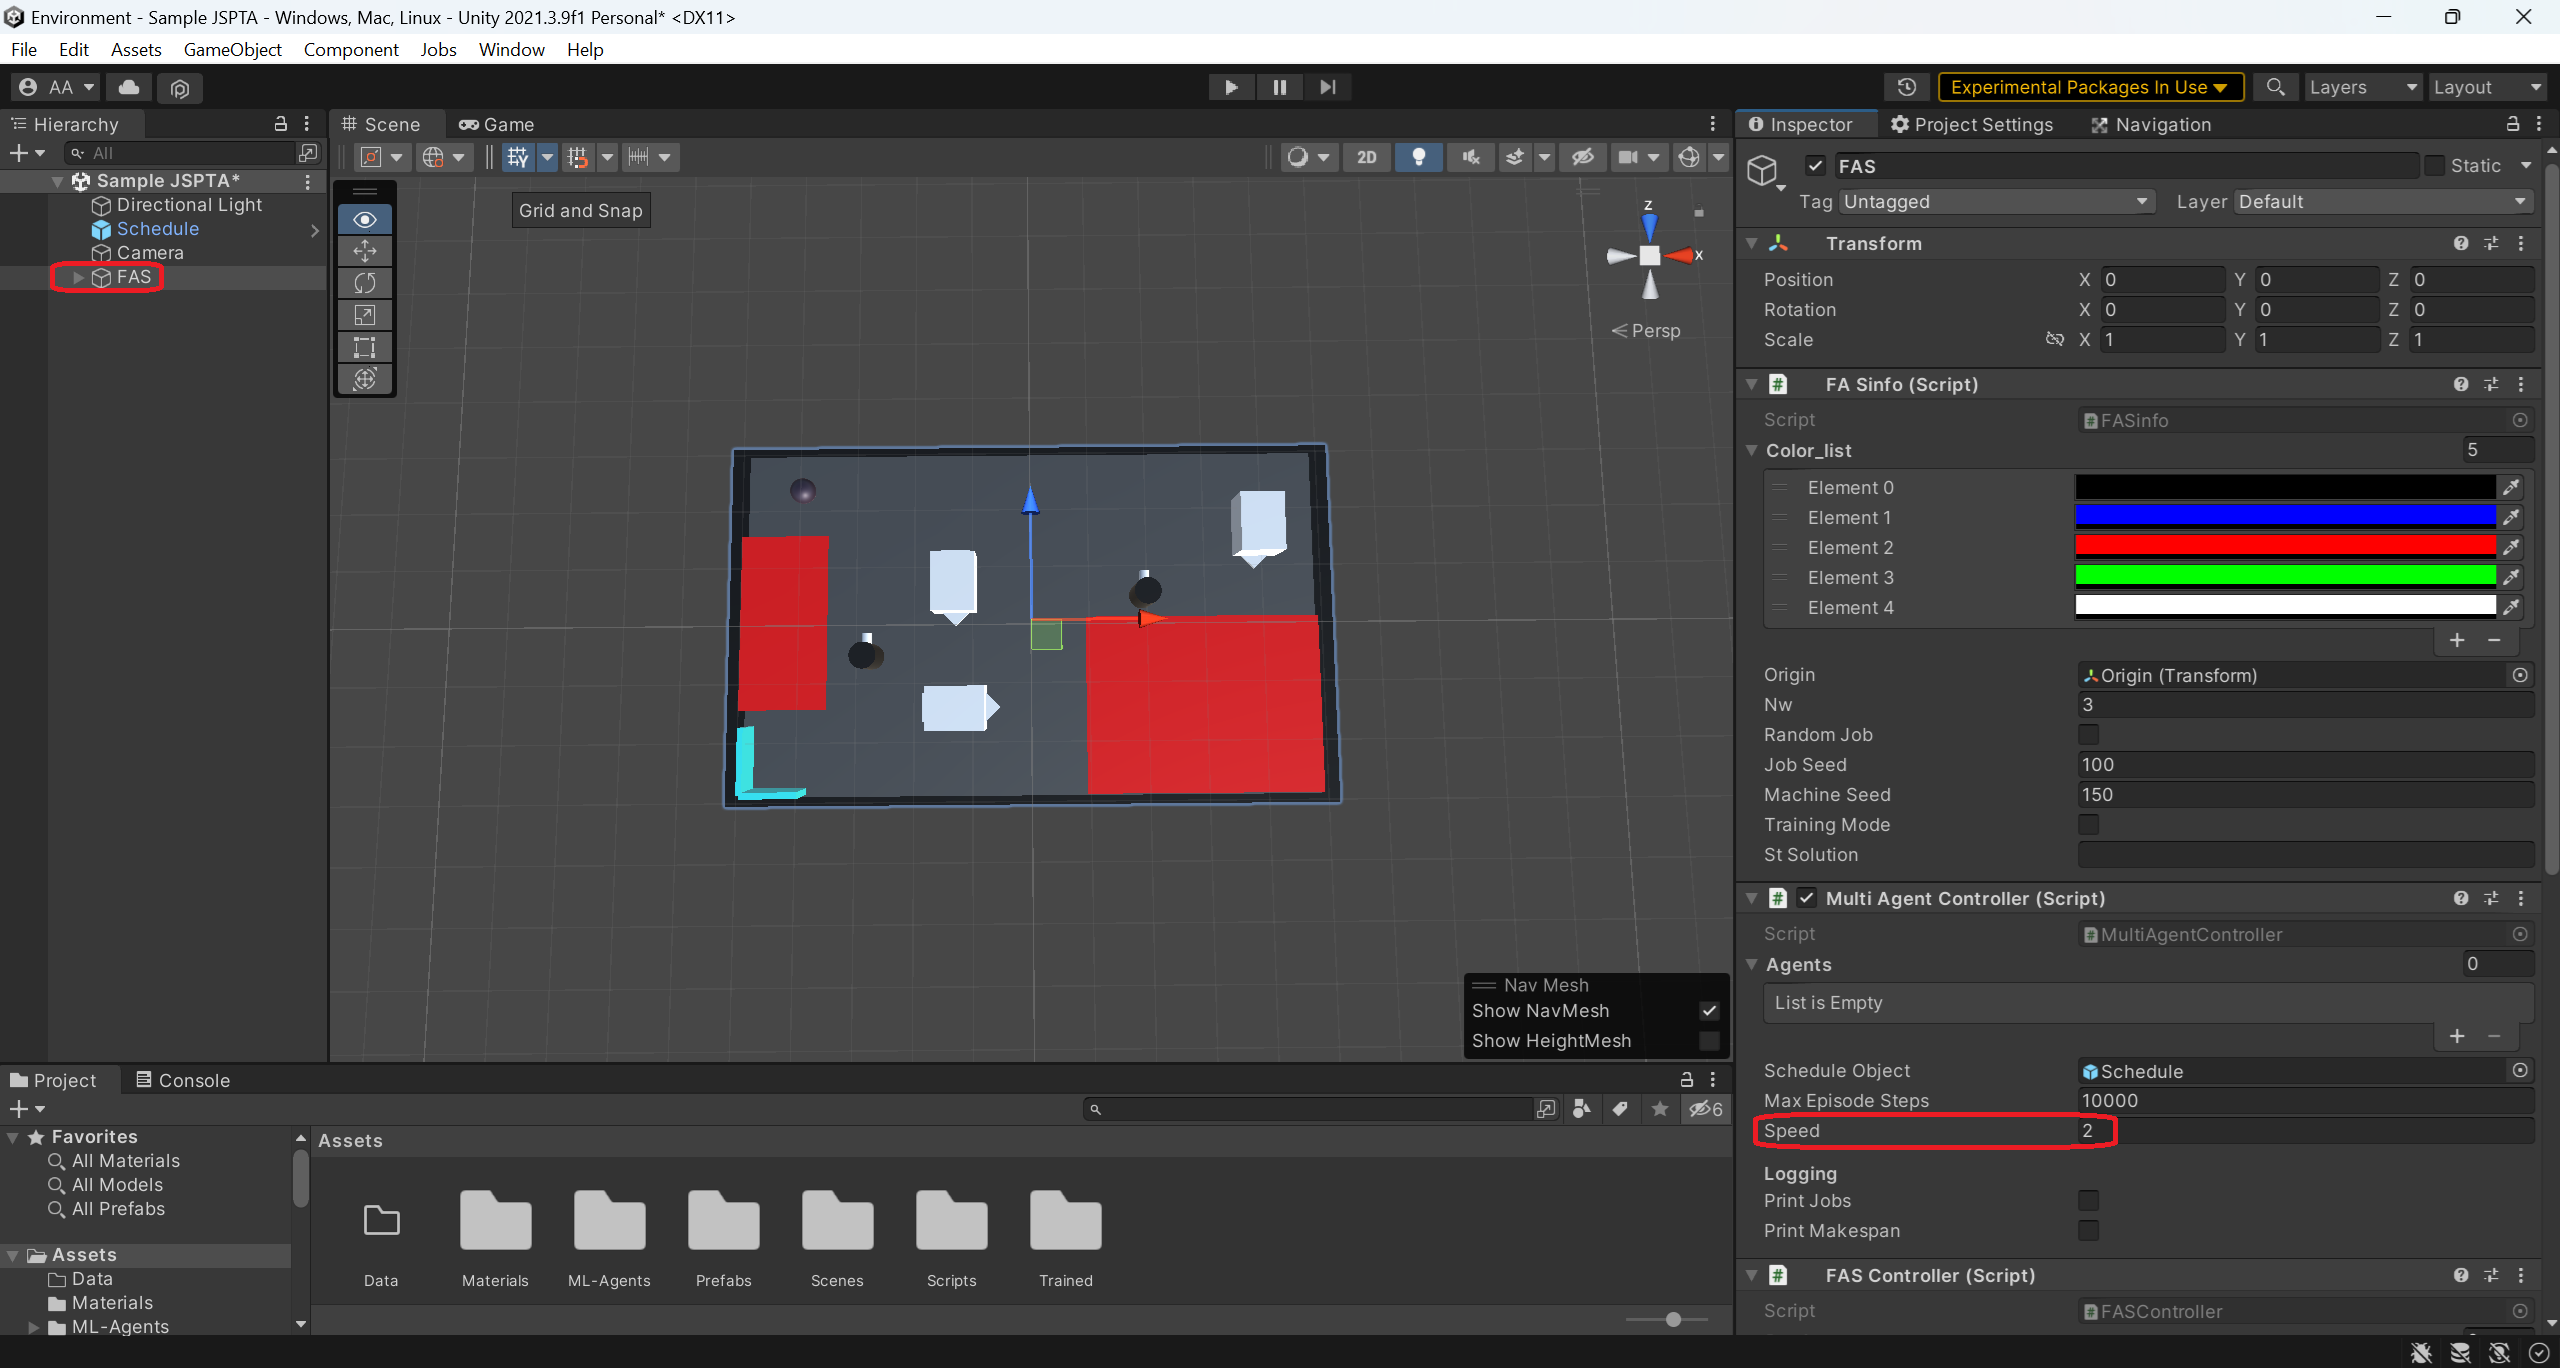 Environment - Sample JSPTA - Windows, Mac, Linux - Unity 2021.3.9f1 Personal* <DX11>
File Edit Assets GameObject Component Jobs Window Help
AA Experimental Packages In Use Layers Layout
Hierarchy
All
Sample JSPTA*
Directional Light
Schedule
Camera
FAS
Scene Game
2D
Grid and Snap
z
x
Persp
Nav Mesh
Show NavMesh
Show HeightMesh
Project Console
6
Favorites
All Materials
All Models
All Prefabs
Assets
Data
Materials
ML-Agents
Assets
Data Materials ML-Agents Prefabs Scenes Scripts Trained
Inspector Project Settings Navigation
FAS Static
Tag Untagged Layer Default
Transform
Position X 0 Y 0 Z 0
Rotation X 0 Y 0 Z 0
Scale X 1 Y 1 Z 1
# FA Sinfo (Script)
Script FASinfo
Color_list 5
Element 0
Element 1
Element 2
Element 3
Element 4
Origin Origin (Transform)
Nw 3
Random Job
Job Seed 100
Machine Seed 150
Training Mode
St Solution
# Multi Agent Controller (Script)
Script MultiAgentController
Agents 0
List is Empty
Schedule Object Schedule
Max Episode Steps 10000
Speed 2
Logging
Print Jobs
Print Makespan
# FAS Controller (Script)
Script FASController